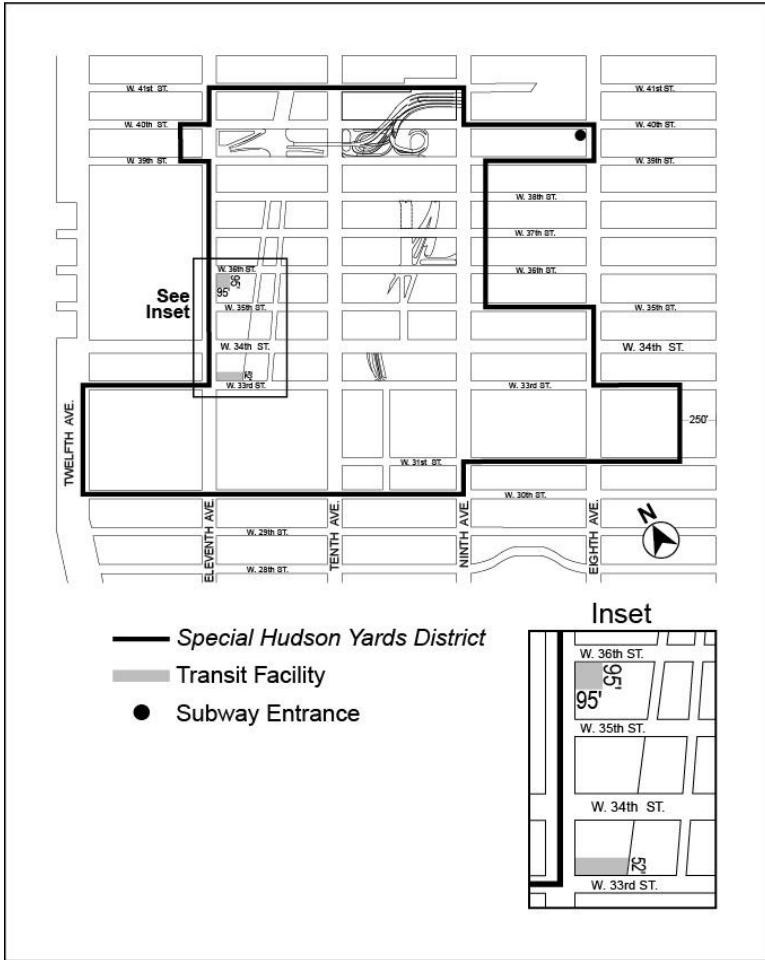 W. 41st ST.
W. 41st ST.
W. 40th ST.
W. 40th ST.
W. 39th ST.
W. 39th ST.
W. 38th ST.
W. 37th ST.
W. 36th ST.
W. 36th ST.
95'
95'
See
Inset
W. 35th ST.
W. 35th ST.
W. 34th ST.
W. 34th ST.
52'
W. 33rd ST.
W. 33rd ST.
250'
TWELFTH AVE.
W. 31st ST.
W. 30th ST.
ELEVENTH AVE.
TENTH AVE.
NINTH AVE.
EIGHTH AVE.
N
W. 29th ST.
W. 28th ST.
Special Hudson Yards District
Transit Facility
Subway Entrance
Inset
W. 36th ST.
95'
95'
W. 35th ST.
W. 34th ST.
52'
W. 33rd ST.